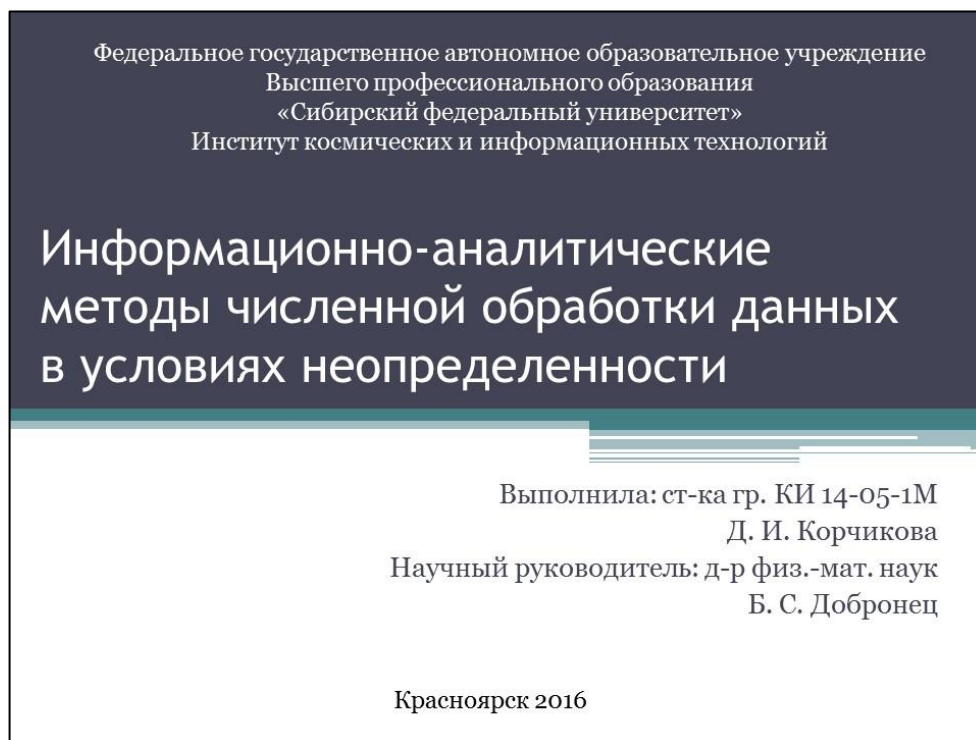 Федеральное государственное автономное образовательное учреждение
Высшего профессионального образования
«Сибирский федеральный университет»
Институт космических и информационных технологий
Информационно-аналитические
методы численной обработки данных
в условиях неопределенности
Выполнила: ст-ка гр. КИ 14-05-1М
Д. И. Корчикова
Научный руководитель: д-р физ.-мат. наук
Б. С. Добронец
Красноярск 2016